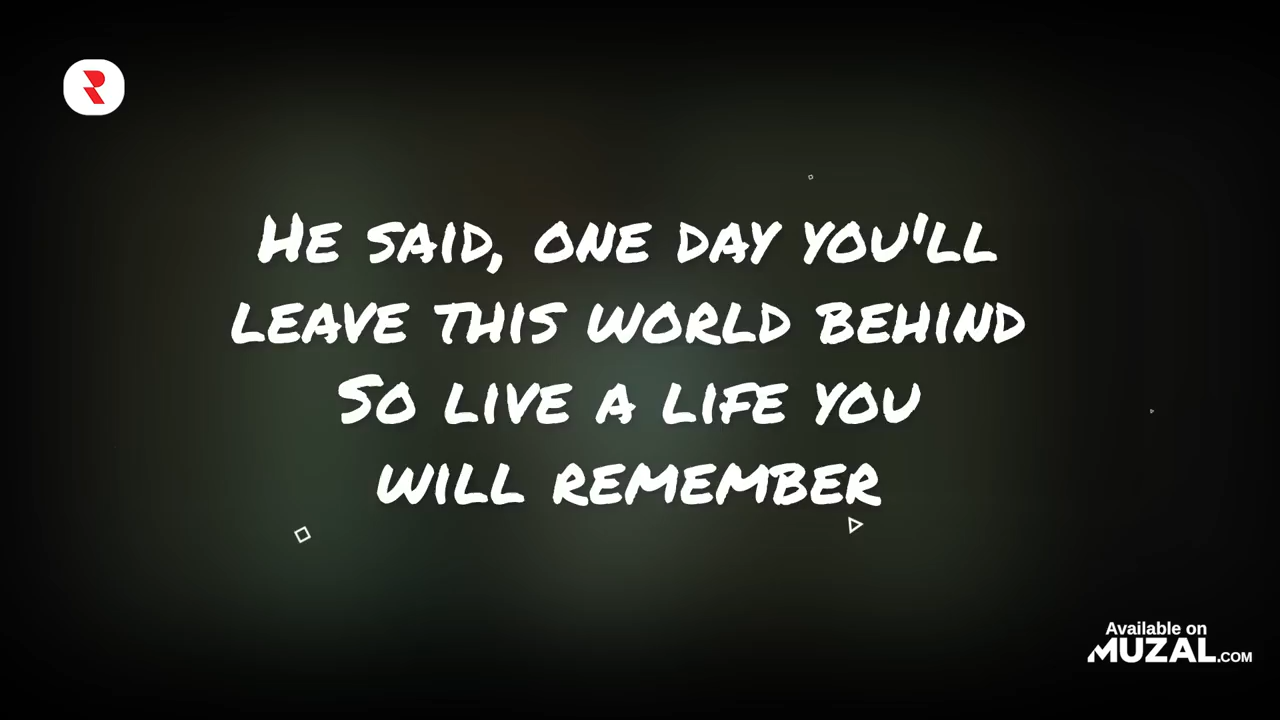 He said, one day you'll
leave this world behind
So live a life you
will remember
Available on
MUZAL.COM